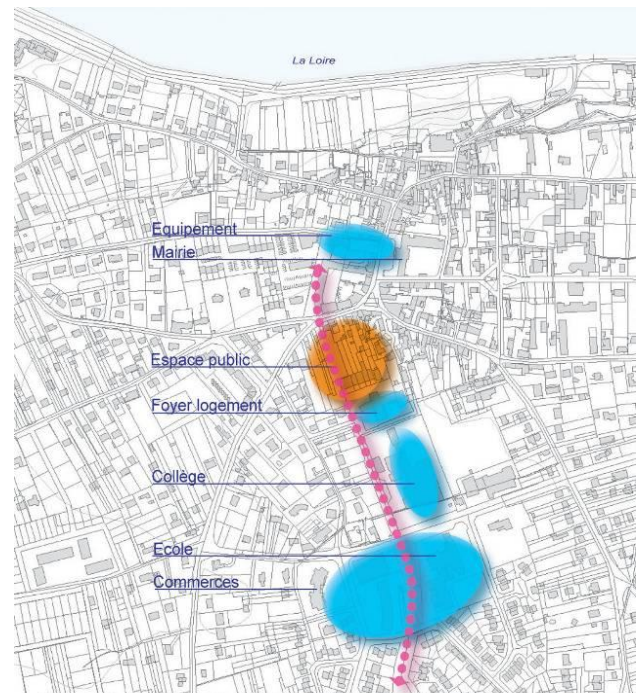 La Loire
Equipement
Mairie
Espace public
Foyer logement
Collège
Ecole
Commerces